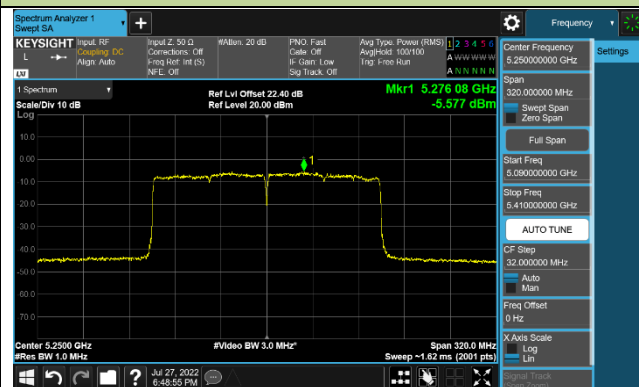 Spectrum Analyzer 1
Swept SA
Frequency
KEYSIGHT
Input: RF
Coupling: DC
Align: Auto
Input Z: 50 Ω
Corrections: Off
Freq Ref: Int (S)
NFE: Off
#Atten: 20 dB
PNO: Fast
Gate: Off
IF Gain: Low
Sig Track: Off
Avg Type: Power (RMS)
Avg|Hold: 100/100
Trig: Free Run
1 2 3 4 5 6
A W W W W W
A N N N N N
L
LXI
1 Spectrum
Scale/Div 10 dB
Log
Ref Lvl Offset 22.40 dB
Ref Level 20.00 dBm
Mkr1 5.276 08 GHz
-5.577 dBm
1
10.0
0.00
-10.0
-20.0
-30.0
-40.0
-50.0
-60.0
-70.0
Center 5.2500 GHz
#Res BW 1.0 MHz
#Video BW 3.0 MHz*
Span 320.0 MHz
Sweep ~1.62 ms (2001 pts)
Center Frequency
5.250000000 GHz
Span
320.000000 MHz
Swept Span
Zero Span
Full Span
Start Freq
5.090000000 GHz
Stop Freq
5.410000000 GHz
AUTO TUNE
CF Step
32.000000 MHz
Auto
Man
Freq Offset
0 Hz
X Axis Scale
Log
Lin
Signal Track
(Span Zoom)
Settings
?
Jul 27, 2022
6:48:55 PM